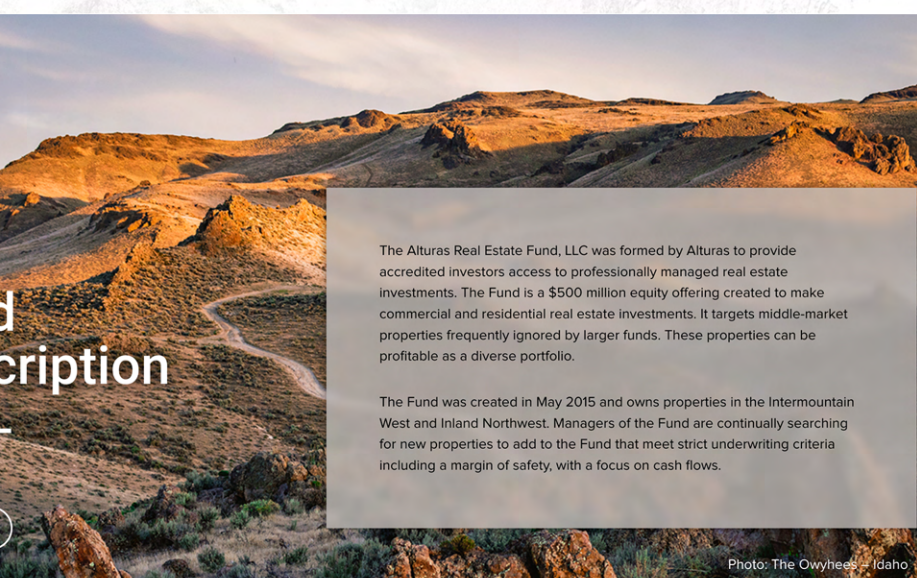 d
cription
The Alturas Real Estate Fund, LLC was formed by Alturas to provide
accredited investors access to professionally managed real estate
investments. The Fund is a $500 million equity offering created to make
commercial and residential real estate investments. It targets middle-market
properties frequently ignored by larger funds. These properties can be
profitable as a diverse portfolio.
The Fund was created in May 2015 and owns properties in the Intermountain
West and Inland Northwest. Managers of the Fund are continually searching
for new properties to add to the Fund that meet strict underwriting criteria
including a margin of safety, with a focus on cash flows.
Photo: The Owyhees – Idaho